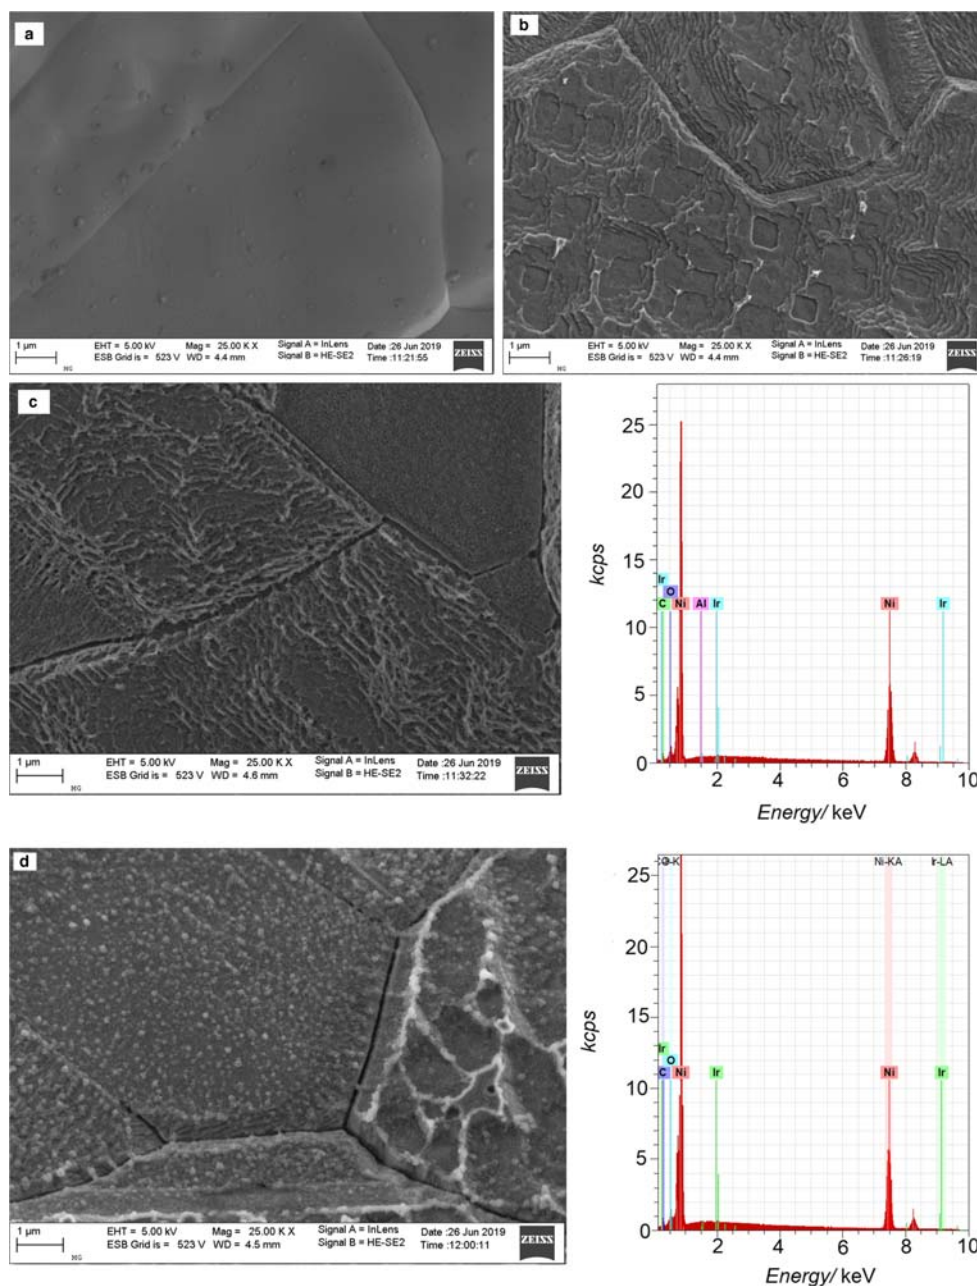 a
1 µm
EHT = 5.00 kV Mag = 25.00 K X Signal A = InLens Date :26 Jun 2019
ESB Grid is = 523 V WD = 4.4 mm Signal B = HE-SE2 Time :11:21:55
ZEISS
MG
b
1 µm
EHT = 5.00 kV Mag = 25.00 K X Signal A = InLens Date :26 Jun 2019
ESB Grid is = 523 V WD = 4.4 mm Signal B = HE-SE2 Time :11:26:19
ZEISS
MG
c
1 µm
EHT = 5.00 kV Mag = 25.00 K X Signal A = InLens Date :26 Jun 2019
ESB Grid is = 523 V WD = 4.6 mm Signal B = HE-SE2 Time :11:32:22
ZEISS
MG
25
20
15
10
5
0
kcps
Ir
O
C Ni Al Ir Ni Ir
2 4 6 8 10
Energy/ keV
d
1 µm
EHT = 5.00 kV Mag = 25.00 K X Signal A = InLens Date :26 Jun 2019
ESB Grid is = 523 V WD = 4.5 mm Signal B = HE-SE2 Time :12:00:11
ZEISS
MG
Ni-KA Ir-LA
25
20
15
10
5
0
kcps
Ir
O
C Ni Ir Ni Ir
2 4 6 8 10
Energy/ keV